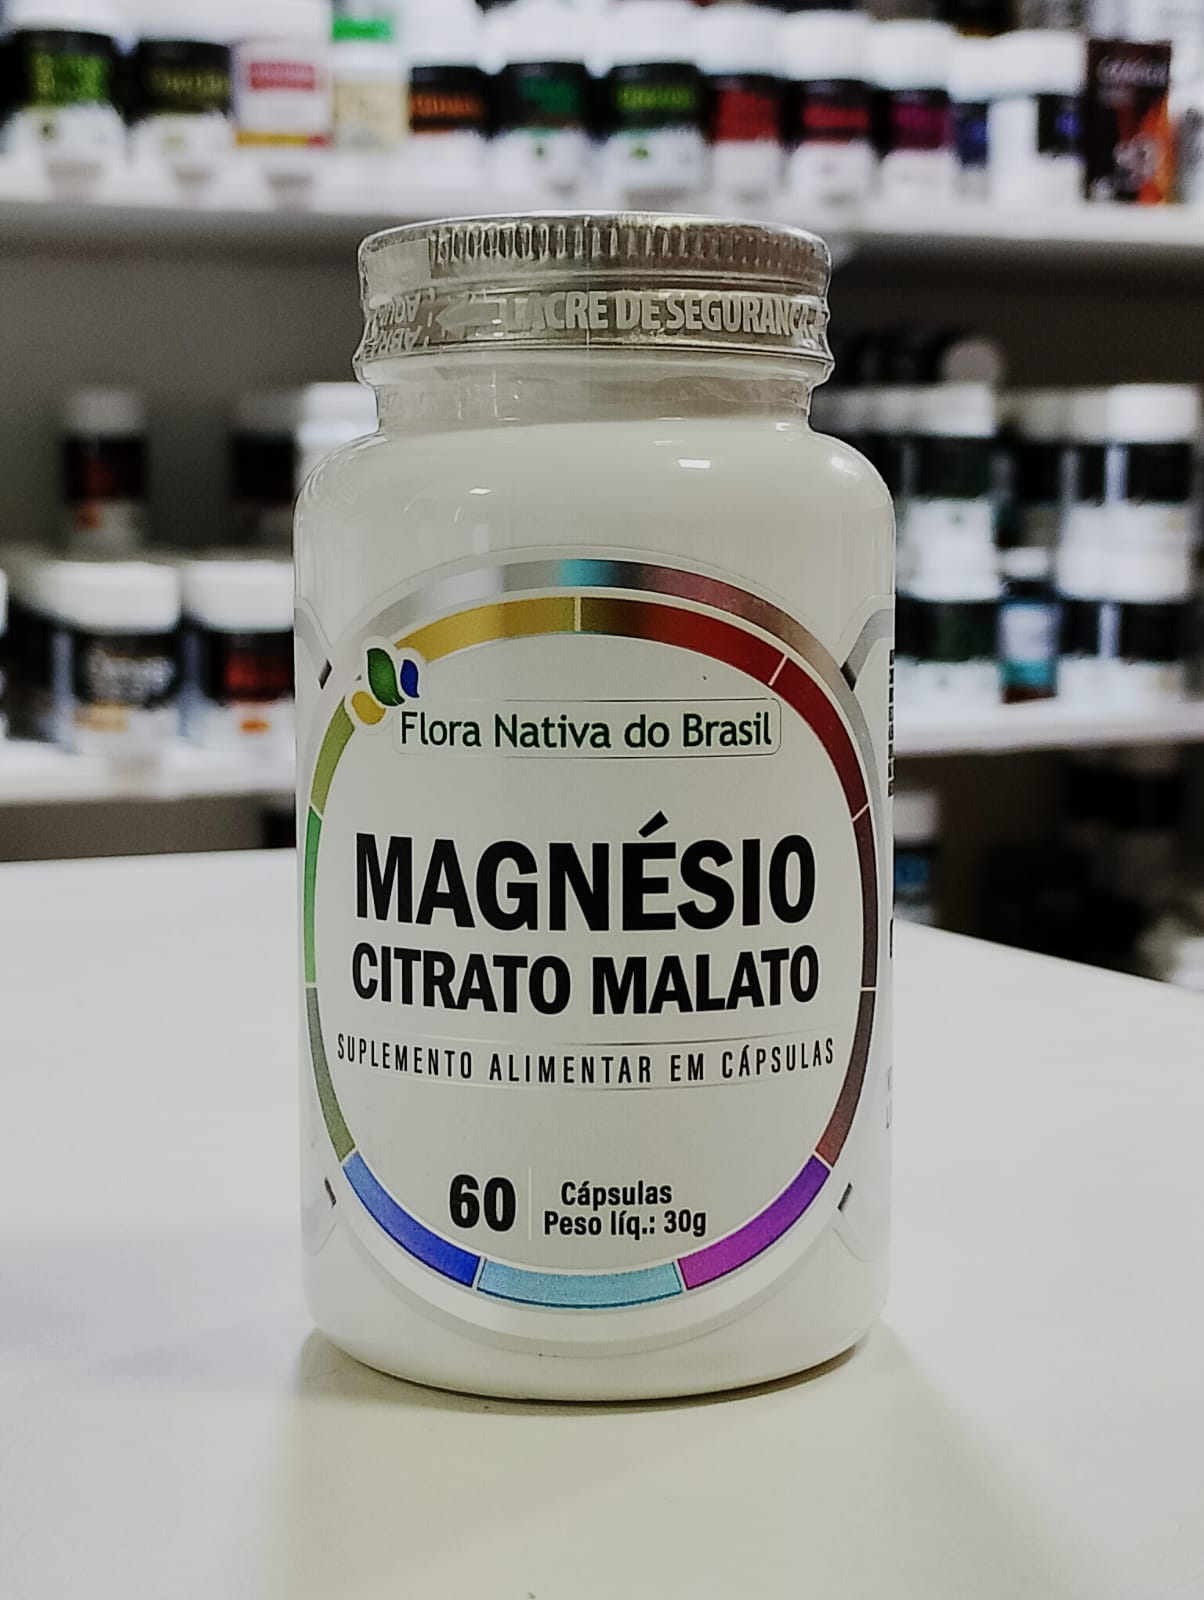 LACRE DE SEGURANÇA
Flora Nativa do Brasil
MAGNÉSIO
CITRATO MALATO
SUPLEMENTO ALIMENTAR EM CÁPSULAS
60
Cápsulas
Peso líq.: 30g